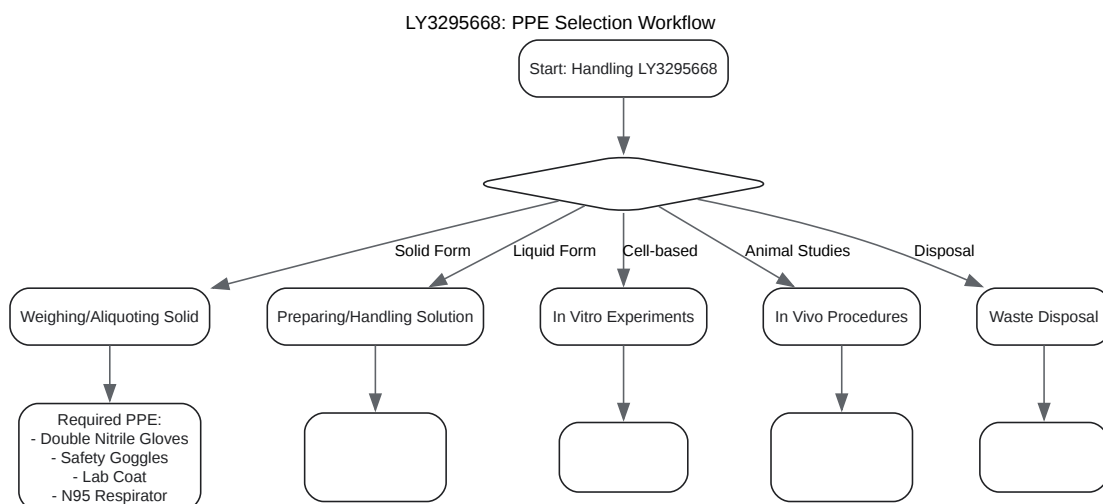 LY3295668: PPE Selection Workflow
Start: Handling LY3295668
Solid Form
Liquid Form
Cell-based
Animal Studies
Disposal
Weighing/Aliquoting Solid
Preparing/Handling Solution
In Vitro Experiments
In Vivo Procedures
Waste Disposal
Required PPE:
- Double Nitrile Gloves
- Safety Goggles
- Lab Coat
- N95 Respirator